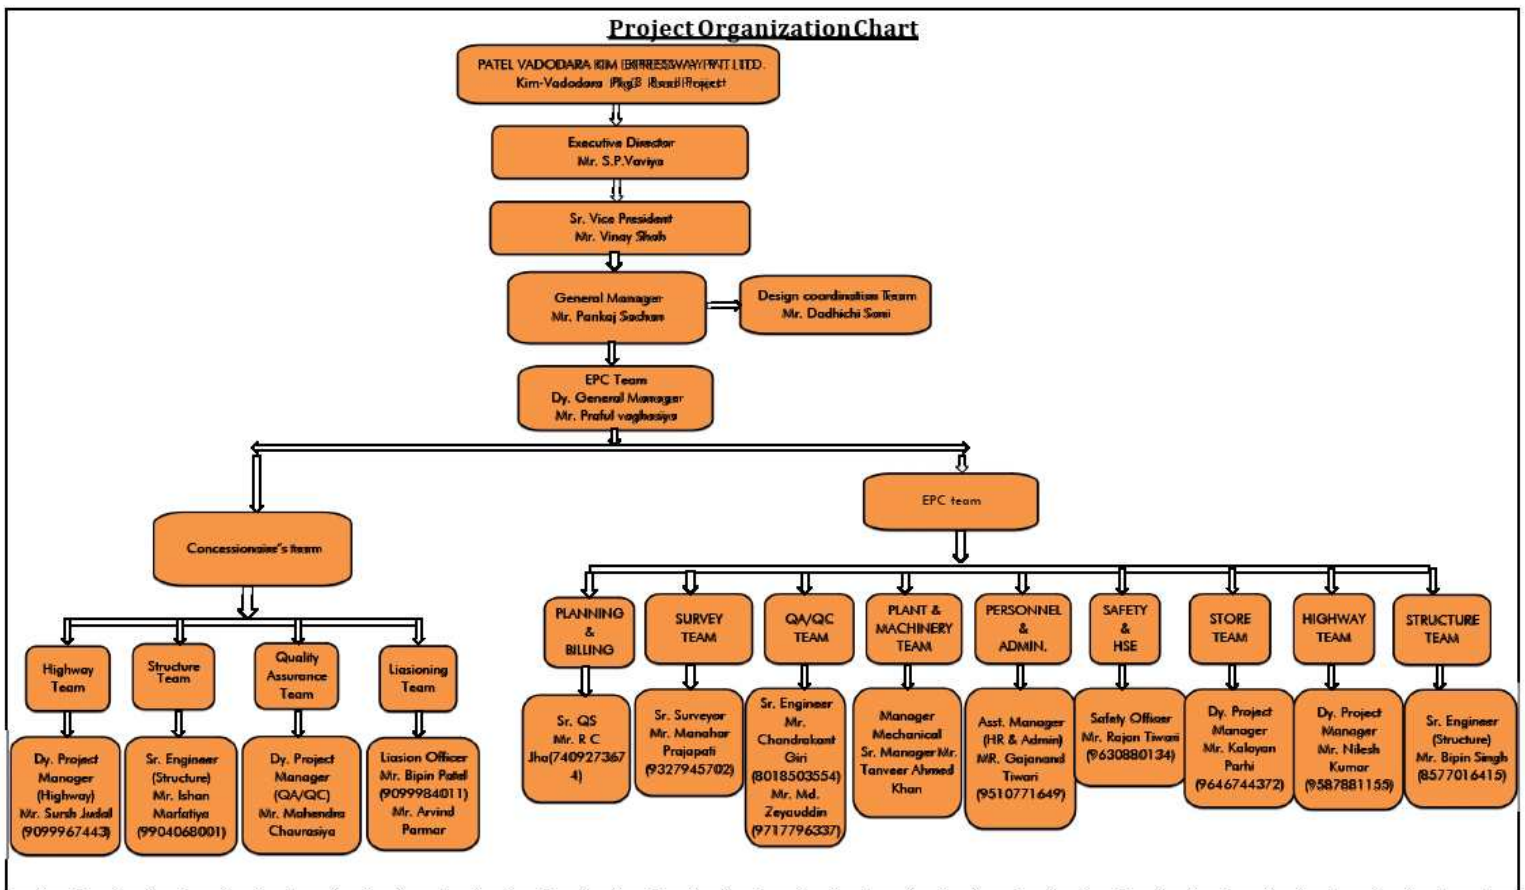 Project Organization Chart
PATEL VADODARA KIM EXPRESSWAY PVT LTD.
Kim-Vadodara Pkg3 Road Project
Executive Director
Mr. S.P.Vaviya
Sr. Vice President
Mr. Vinay Shah
General Manager
Mr. Pankaj Sachan
Design coordination Team
Mr. Dadhichi Soni
EPC Team
Dy. General Manager
Mr. Praful vaghasiya
Concessionaire's team
Highway
Team
Dy. Project
Manager
(Highway)
Mr. Sursh Judal
(9099967443)
Structure
Team
Sr. Engineer
(Structure)
Mr. Ishan
Marfatiya
(9904068001)
Quality
Assurance
Team
Dy. Project
Manager
(QA/QC)
Mr. Mahendra
Chaurasiya
Liasioning
Team
Liasion Officer
Mr. Bipin Patel
(9099984011)
Mr. Arvind
Parmar
EPC team
PLANNING
&
BILLING
Sr. QS
Mr. R C
Jha(740927367
4)
SURVEY
TEAM
Sr. Surveyor
Mr. Manahar
Prajapati
(9327945702)
QA/QC
TEAM
Sr. Engineer
Mr.
Chandrakant
Giri
(8018503554)
Mr. Md.
Zeyauddin
(9717796337)
PLANT &
MACHINERY
TEAM
Manager
Mechanical
Sr. Manager Mr.
Tanveer Ahmed
Khan
PERSONNEL
&
ADMIN.
Asst. Manager
(HR & Admin)
MR. Gajanand
Tiwari
(9510771649)
SAFETY
&
HSE
Safety Officer
Mr. Rajan Tiwari
(9630880134)
STORE
TEAM
Dy. Project
Manager
Mr. Kalayan
Parhi
(9646744372)
HIGHWAY
TEAM
Dy. Project
Manager
Mr. Nilesh
Kumar
(9587881155)
STRUCTURE
TEAM
Sr. Engineer
(Structure)
Mr. Bipin Singh
(8577016415)